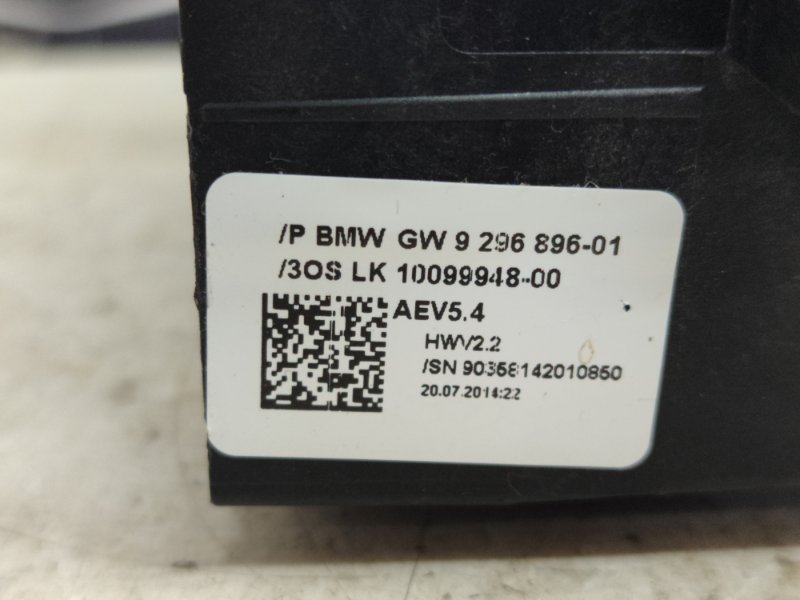 /P BMW GW 9 296 896-01
/3OS LK 10099948-00
AEV5.4
HWV2.2
/SN 90358142010850
20.07.2014:22